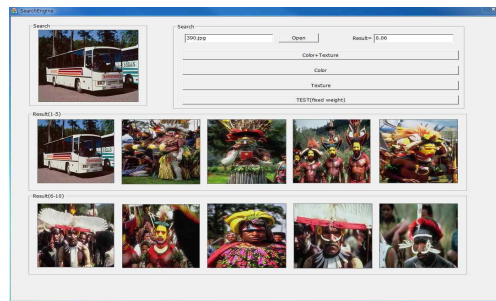 SearchEngine
Search
Search
390.jpg
Open
Result= 0.06
Color+Texture
Color
Texture
TEST(fixed weight)
Result(1-5)
Result(6-10)